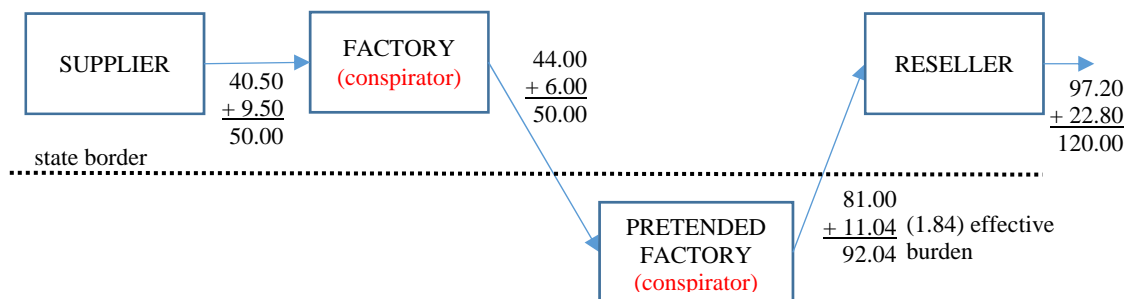 SUPPLIER
40.50
+ 9.50
50.00
FACTORY
(conspirator)
44.00
+ 6.00
50.00
RESELLER
97.20
+ 22.80
120.00
state border
PRETENDED
FACTORY
(conspirator)
81.00
+ 11.04 (1.84) effective
92.04 burden